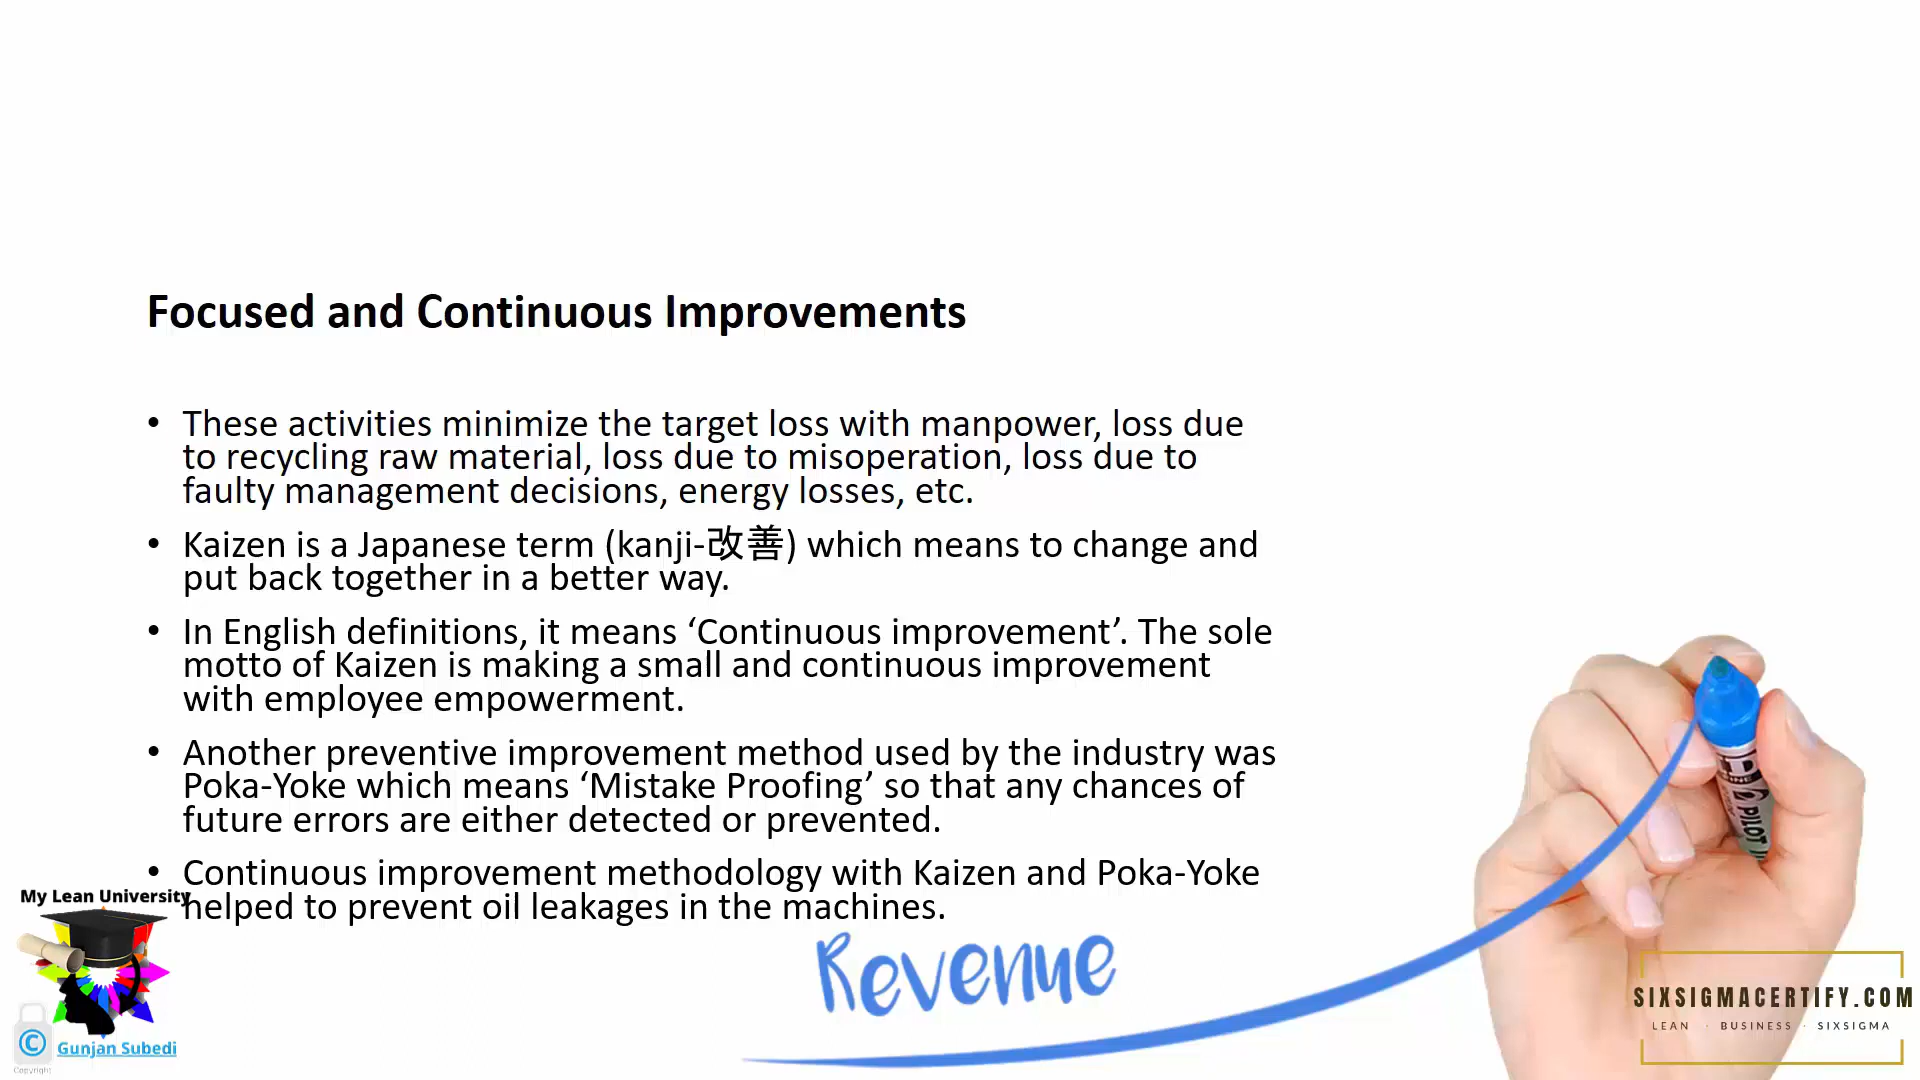 Focused and Continuous Improvements
• These activities minimize the target loss with manpower, loss due
to recycling raw material, loss due to misoperation, loss due to
faulty management decisions, energy losses, etc.
• Kaizen is a Japanese term (kanji-改善) which means to change and
put back together in a better way.
• In English definitions, it means ‘Continuous improvement’. The sole
motto of Kaizen is making a small and continuous improvement
with employee empowerment.
• Another preventive improvement method used by the industry was
Poka-Yoke which means ‘Mistake Proofing’ so that any chances of
future errors are either detected or prevented.
• Continuous improvement methodology with Kaizen and Poka-Yoke
helped to prevent oil leakages in the machines.
My Lean University
Revenue
PILOT
SIXSIGMACERTIFY.COM
LEAN · BUSINESS · SIXSIGMA
© Gunjan Subedi
Copyright